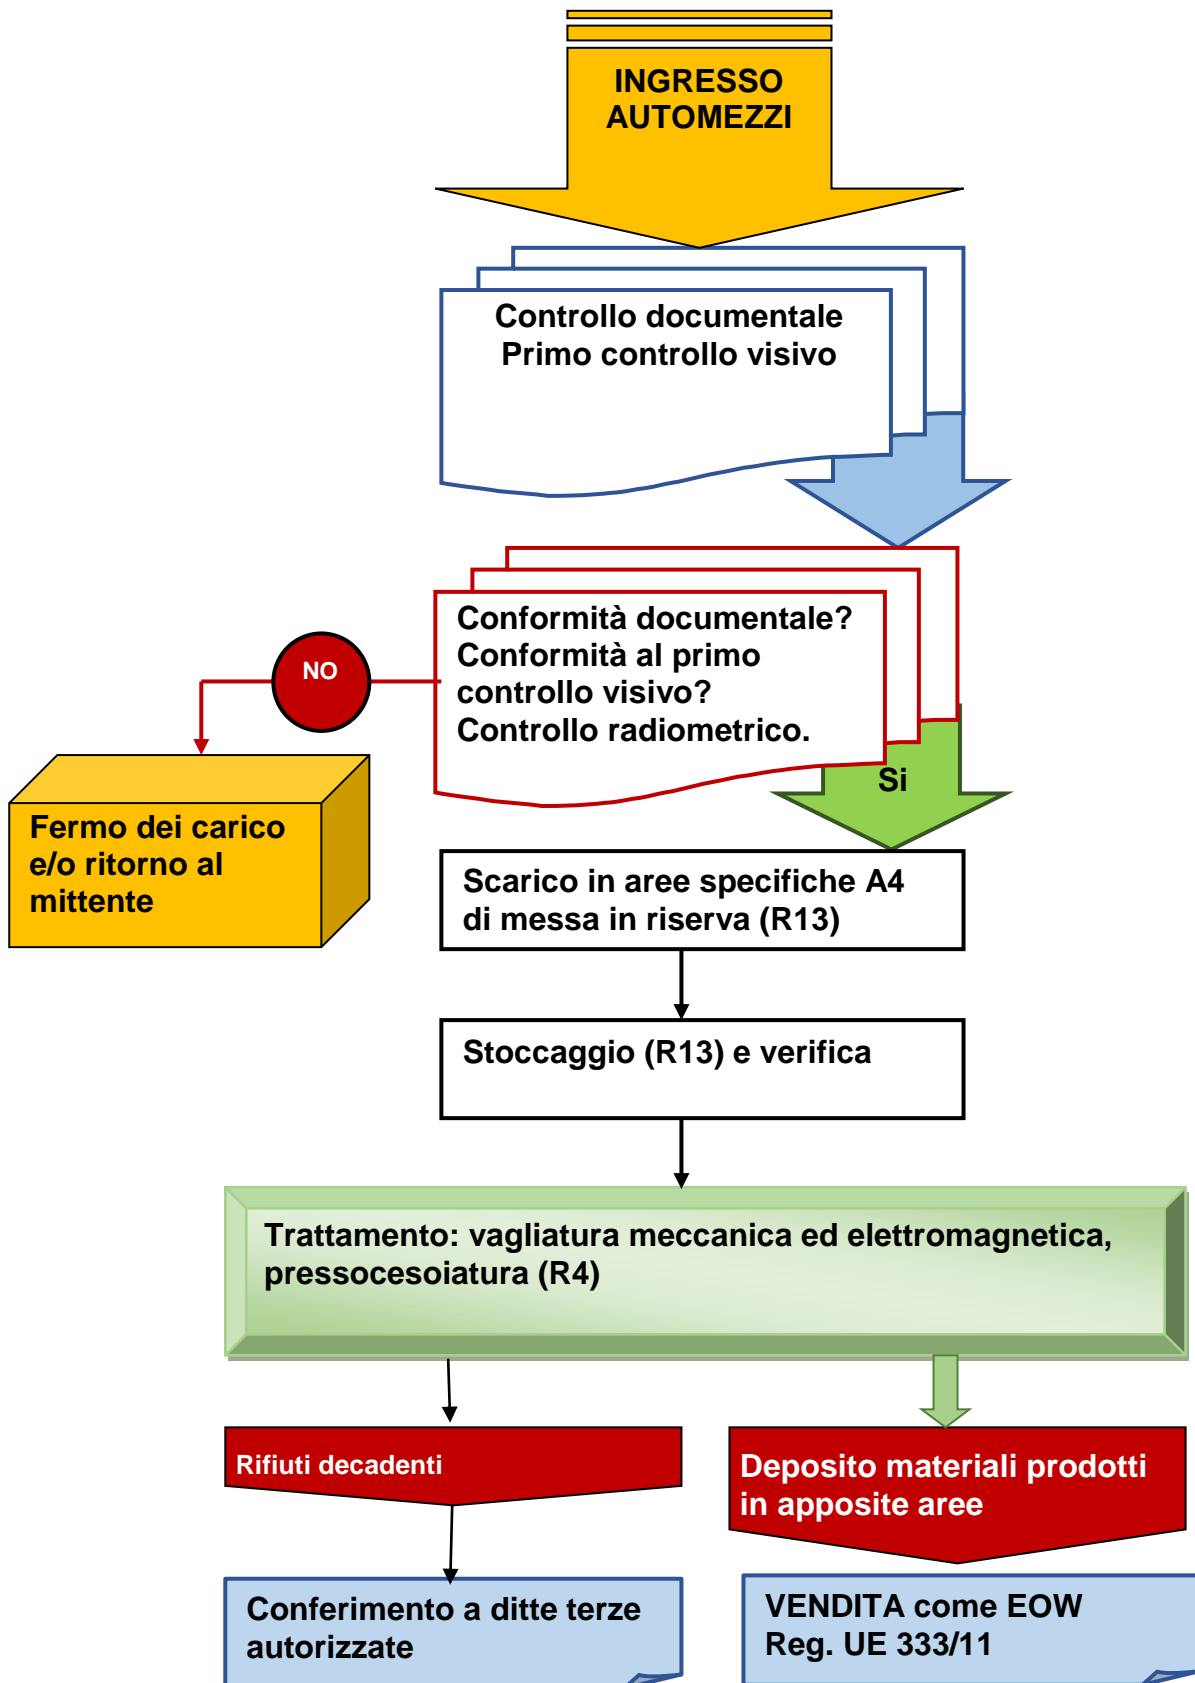 INGRESSO
AUTOMEZZI
Controllo documentale
Primo controllo visivo
Conformità documentale?
Conformità al primo
controllo visivo?
Controllo radiometrico.
NO
Si
Fermo dei carico
e/o ritorno al
mittente
Scarico in aree specifiche A4
di messa in riserva (R13)
Stoccaggio (R13) e verifica
Trattamento: vagliatura meccanica ed elettromagnetica,
pressocesoiatura (R4)
Rifiuti decadenti
Deposito materiali prodotti
in apposite aree
Conferimento a ditte terze
autorizzate
VENDITA come EOW
Reg. UE 333/11